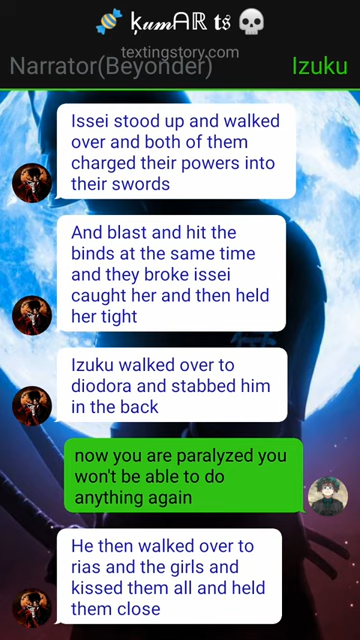 🍬 ķ𝓾𝓶ᗩℝ 𝖙𝖘 💀
textingstory.com
Narrator(Beyonder) Izuku
Issei stood up and walked
over and both of them
charged their powers into
their swords
And blast and hit the
binds at the same time
and they broke issei
caught her and then held
her tight
Izuku walked over to
diodora and stabbed him
in the back
now you are paralyzed you
won't be able to do
anything again
He then walked over to
rias and the girls and
kissed them all and held
them close